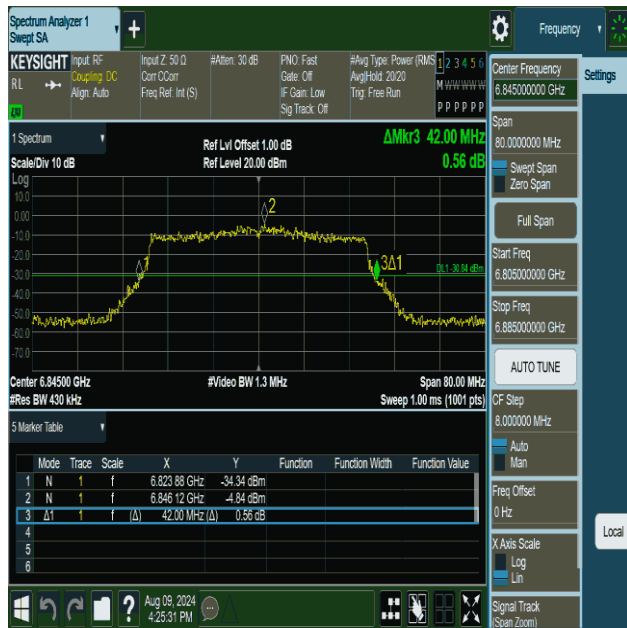 Spectrum Analyzer 1
Swept SA
Frequency
KEYSIGHT
RL
Input: RF
Coupling: DC
Align: Auto
Input Z: 50 Ω
Corr CCorr
Freq Ref: Int (S)
#Atten: 30 dB
PNO: Fast
Gate: Off
IF Gain: Low
Sig Track: Off
#Avg Type: Power (RMS
Avg|Hold: 20/20
Trig: Free Run
1 2 3 4 5 6
M W W W W W
P P P P P P
Center Frequency
6.845000000 GHz
Settings
Span
80.0000000 MHz
Swept Span
Zero Span
Full Span
Start Freq
6.805000000 GHz
Stop Freq
6.885000000 GHz
AUTO TUNE
CF Step
8.000000 MHz
Auto
Man
Freq Offset
0 Hz
X Axis Scale
Log
Lin
Signal Track
(Span Zoom)
Local
1 Spectrum
Scale/Div 10 dB
Ref Lvl Offset 1.00 dB
Ref Level 20.00 dBm
ΔMkr3 42.00 MHz
0.56 dB
Log
10.0
0.00
-10.0
-20.0
-30.0
-40.0
-50.0
-60.0
-70.0
1
2
3Δ1
DL1 -30.84 dBm
Center 6.84500 GHz
#Video BW 1.3 MHz
Span 80.00 MHz
#Res BW 430 kHz
Sweep 1.00 ms (1001 pts)
5 Marker Table
Mode Trace Scale X Y Function Function Width Function Value
1 N 1 f 6.823 88 GHz -34.34 dBm
2 N 1 f 6.846 12 GHz -4.84 dBm
3 Δ1 1 f (Δ) 42.00 MHz (Δ) 0.56 dB
4
5
6
?
Aug 09, 2024
4:25:31 PM